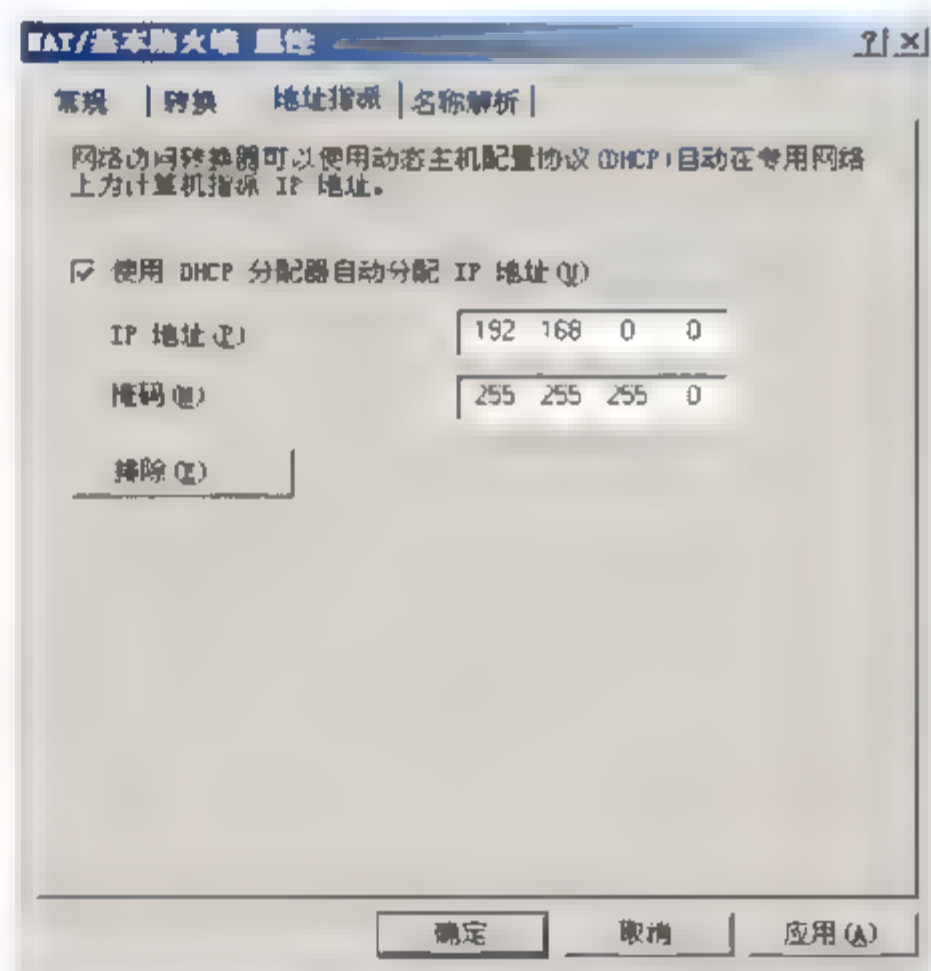 NAT/基本防火墙 属性
常规
转换
地址指派
名称解析
网络访问转换器可以使用动态主机配置协议(DHCP)自动在专用网络
上为计算机指派 IP 地址。
使用 DHCP 分配器自动分配 IP 地址(U)
IP 地址(P)
192 168 0 0
掩码(M)
255 255 255 0
排除(E)
确定
取消
应用(A)